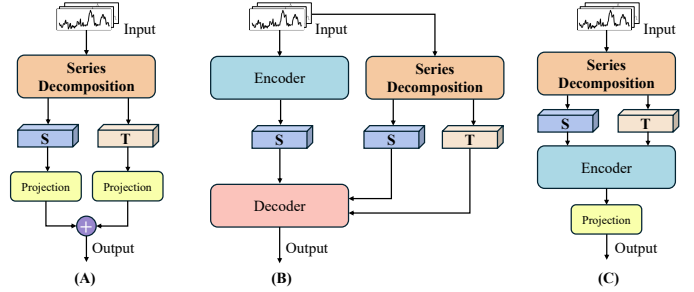 Input
Series
Decomposition
S
T
Projection
Projection
Output
(A)
Input
Encoder
Series
Decomposition
S
S
T
Decoder
Output
(B)
Input
Series
Decomposition
S
T
Encoder
Projection
Output
(C)